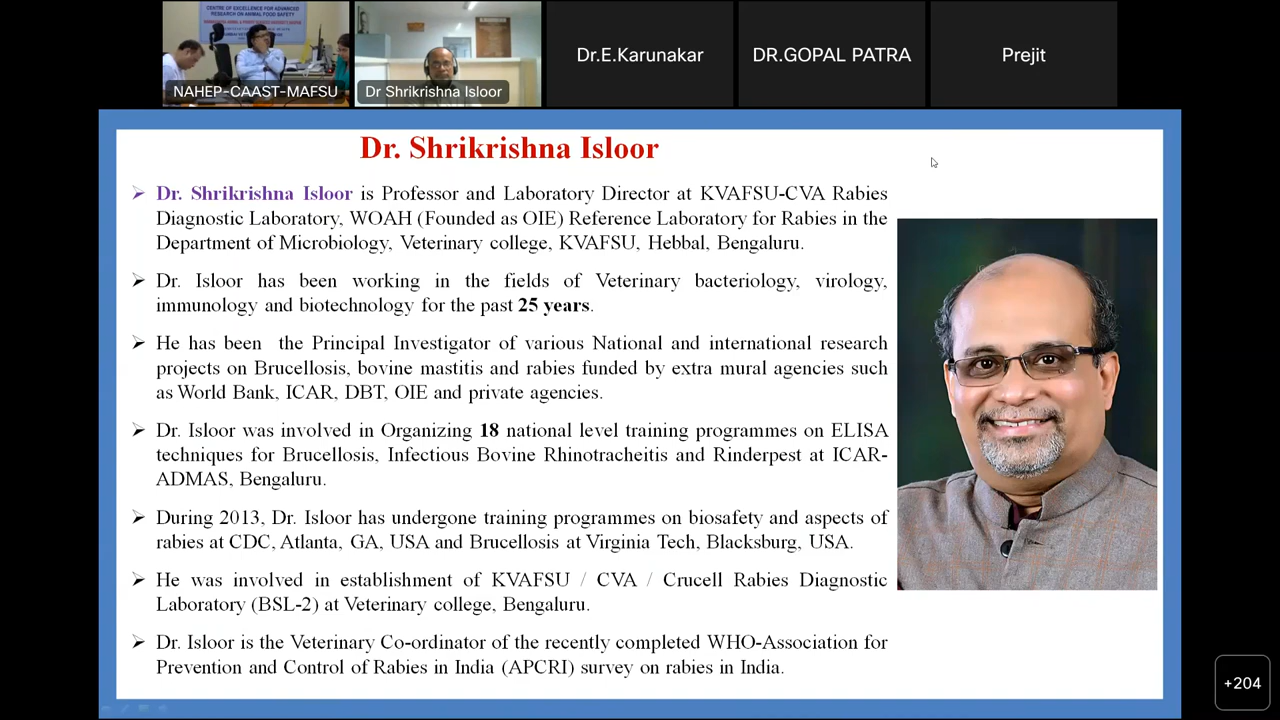 CENTRE OF EXCELLENCE FOR ADVANCED
RESEARCH ON ANIMAL FOOD SAFETY
NAHEP-CAAST-MAFSU
Dr Shrikrishna Isloor
Dr.E.Karunakar
DR.GOPAL PATRA
Prejit
Dr. Shrikrishna Isloor
➢ Dr. Shrikrishna Isloor is Professor and Laboratory Director at KVAFSU-CVA Rabies
Diagnostic Laboratory, WOAH (Founded as OIE) Reference Laboratory for Rabies in the
Department of Microbiology, Veterinary college, KVAFSU, Hebbal, Bengaluru.
➢ Dr. Isloor has been working in the fields of Veterinary bacteriology, virology,
immunology and biotechnology for the past 25 years.
➢ He has been the Principal Investigator of various National and international research
projects on Brucellosis, bovine mastitis and rabies funded by extra mural agencies such
as World Bank, ICAR, DBT, OIE and private agencies.
➢ Dr. Isloor was involved in Organizing 18 national level training programmes on ELISA
techniques for Brucellosis, Infectious Bovine Rhinotracheitis and Rinderpest at ICAR-
ADMAS, Bengaluru.
➢ During 2013, Dr. Isloor has undergone training programmes on biosafety and aspects of
rabies at CDC, Atlanta, GA, USA and Brucellosis at Virginia Tech, Blacksburg, USA.
➢ He was involved in establishment of KVAFSU / CVA / Crucell Rabies Diagnostic
Laboratory (BSL-2) at Veterinary college, Bengaluru.
➢ Dr. Isloor is the Veterinary Co-ordinator of the recently completed WHO-Association for
Prevention and Control of Rabies in India (APCRI) survey on rabies in India.
+204